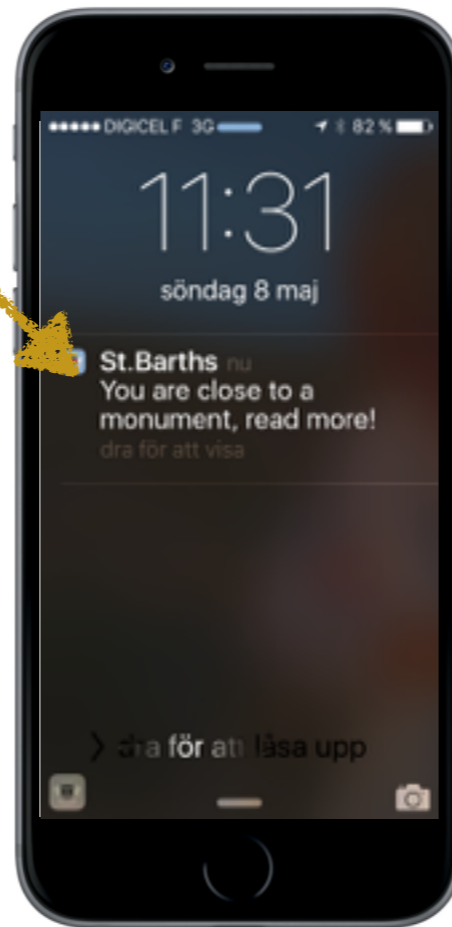 DIGICEL F 3G 82 %
11:31
söndag 8 maj
St.Barths nu
You are close to a
monument, read more!
dra för att visa
dra för att låsa upp